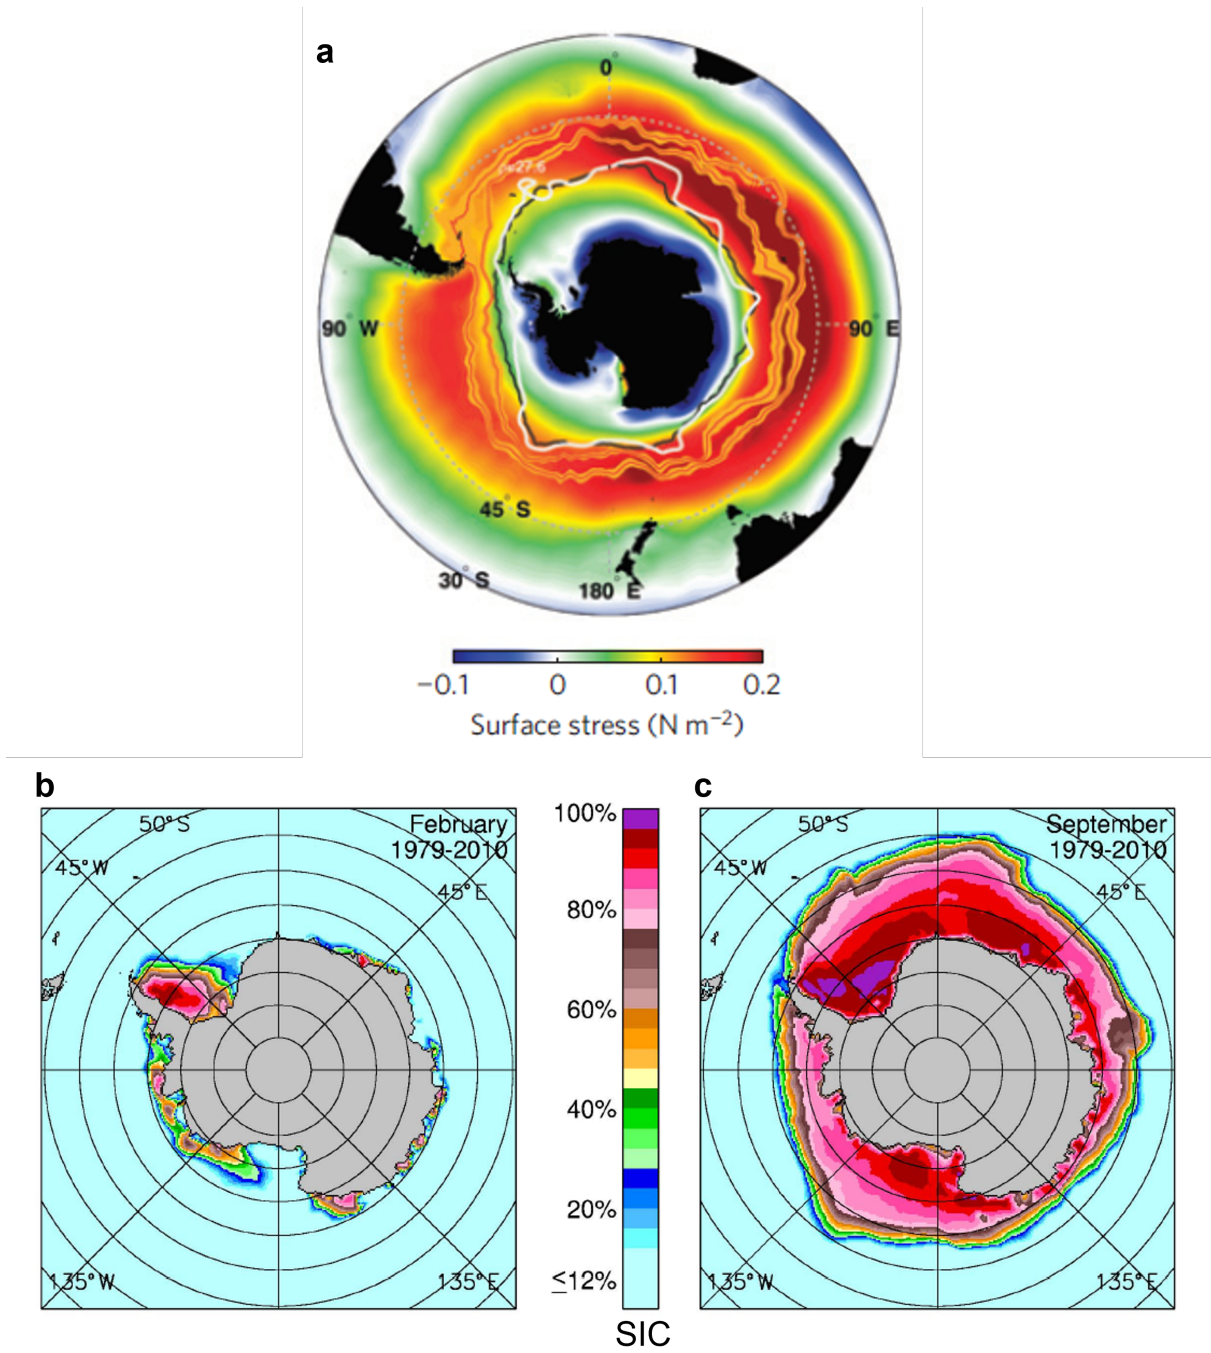 a
0°
γ=27.6
90° W
90° E
45° S
30° S
180° E
−0.1 0 0.1 0.2
Surface stress (N m⁻²)
b
50°S
February
1979-2010
45°W
45°E
135°W
135°E
100%
80%
60%
40%
20%
≤12%
SIC
c
50°S
September
1979-2010
45°E
135°W
135°E